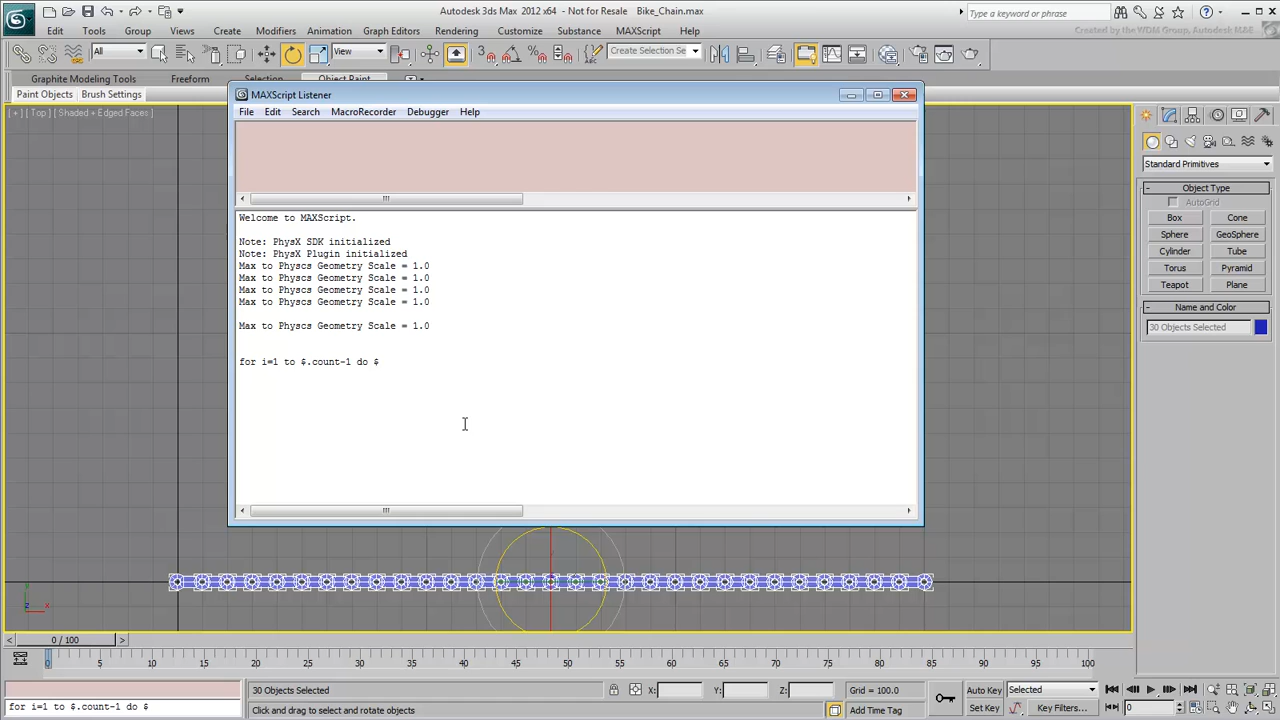 Autodesk 3ds Max 2012 x64 - Not for Resale Bike_Chain.max
Type a keyword or phrase
Created by the WDM Group, Autodesk M&E
Edit Tools Group Views Create Modifiers Animation Graph Editors Rendering Customize Substance MAXScript Help
All
View
Create Selection Se
Graphite Modeling Tools Freeform Selection Object Paint
Paint Objects Brush Settings
[ + ] [ Top ] [ Shaded + Edged Faces ]
MAXScript Listener
File Edit Search MacroRecorder Debugger Help
Welcome to MAXScript.
Note: PhysX SDK initialized
Note: PhysX Plugin initialized
Max to Physcs Geometry Scale = 1.0
Max to Physcs Geometry Scale = 1.0
Max to Physcs Geometry Scale = 1.0
Max to Physcs Geometry Scale = 1.0
Max to Physcs Geometry Scale = 1.0
for i=1 to $.count-1 do $
Standard Primitives
Object Type
AutoGrid
Box Cone
Sphere GeoSphere
Cylinder Tube
Torus Pyramid
Teapot Plane
Name and Color
30 Objects Selected
x
0 / 100
0 5 10 15 20 25 30 35 40 45 50 55 60 65 70 75 80 85 90 95 100
30 Objects Selected X: Y: Z: Grid = 100.0 Auto Key Selected
for i=1 to $.count-1 do $
Click and drag to select and rotate objects Add Time Tag Set Key Key Filters... 0